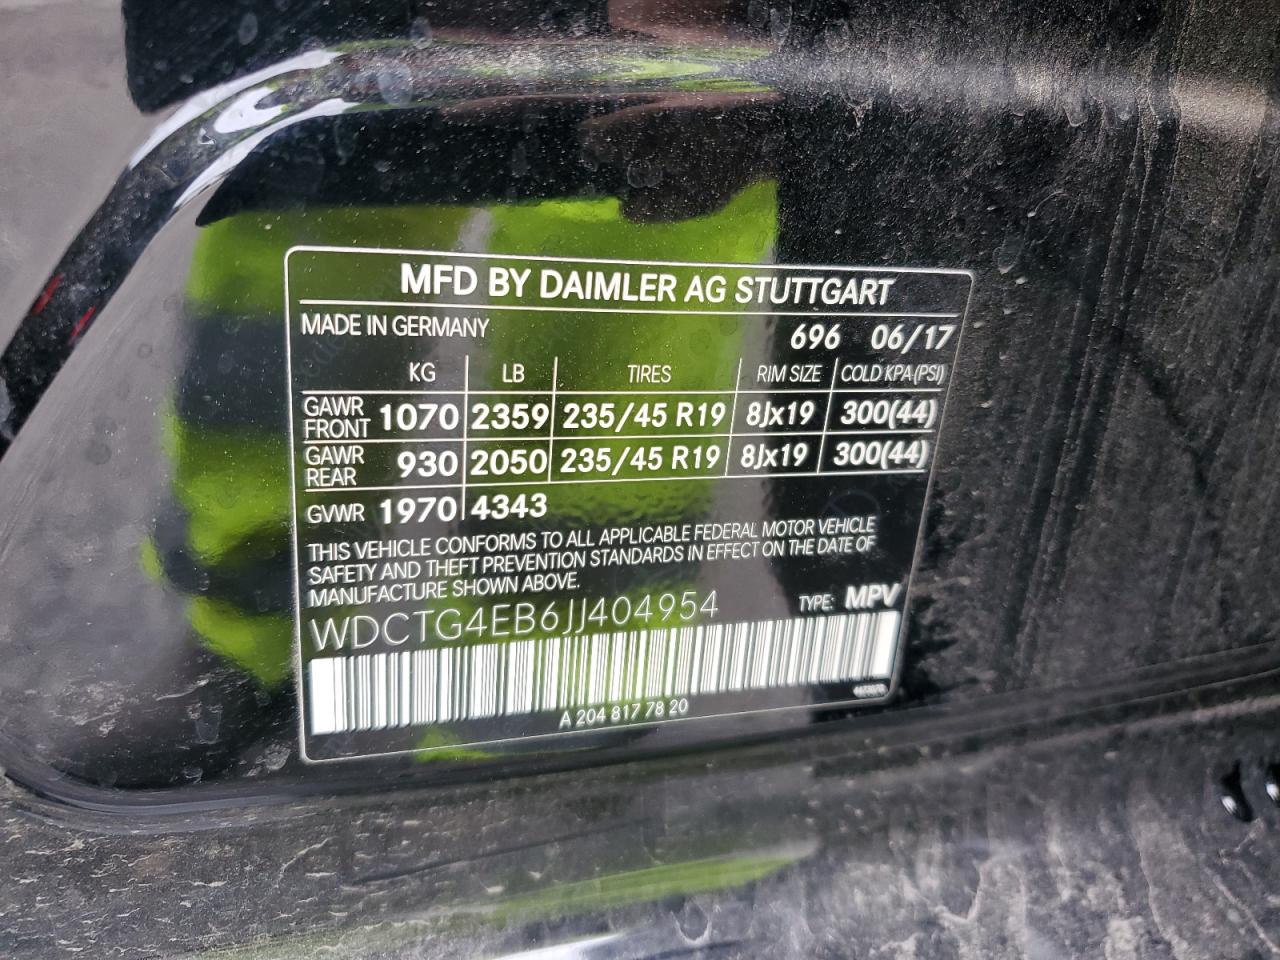 MFD BY DAIMLER AG STUTTGART
MADE IN GERMANY 696 06/17
KG LB TIRES RIM SIZE COLD KPA(PSI)
GAWR FRONT 1070 2359 235/45 R19 8Jx19 300(44)
GAWR REAR 930 2050 235/45 R19 8Jx19 300(44)
GVWR 1970 4343
THIS VEHICLE CONFORMS TO ALL APPLICABLE FEDERAL MOTOR VEHICLE
SAFETY AND THEFT PREVENTION STANDARDS IN EFFECT ON THE DATE OF
MANUFACTURE SHOWN ABOVE.
WDCTG4EB6JJ404954 TYPE: MPV
A 204 817 78 20